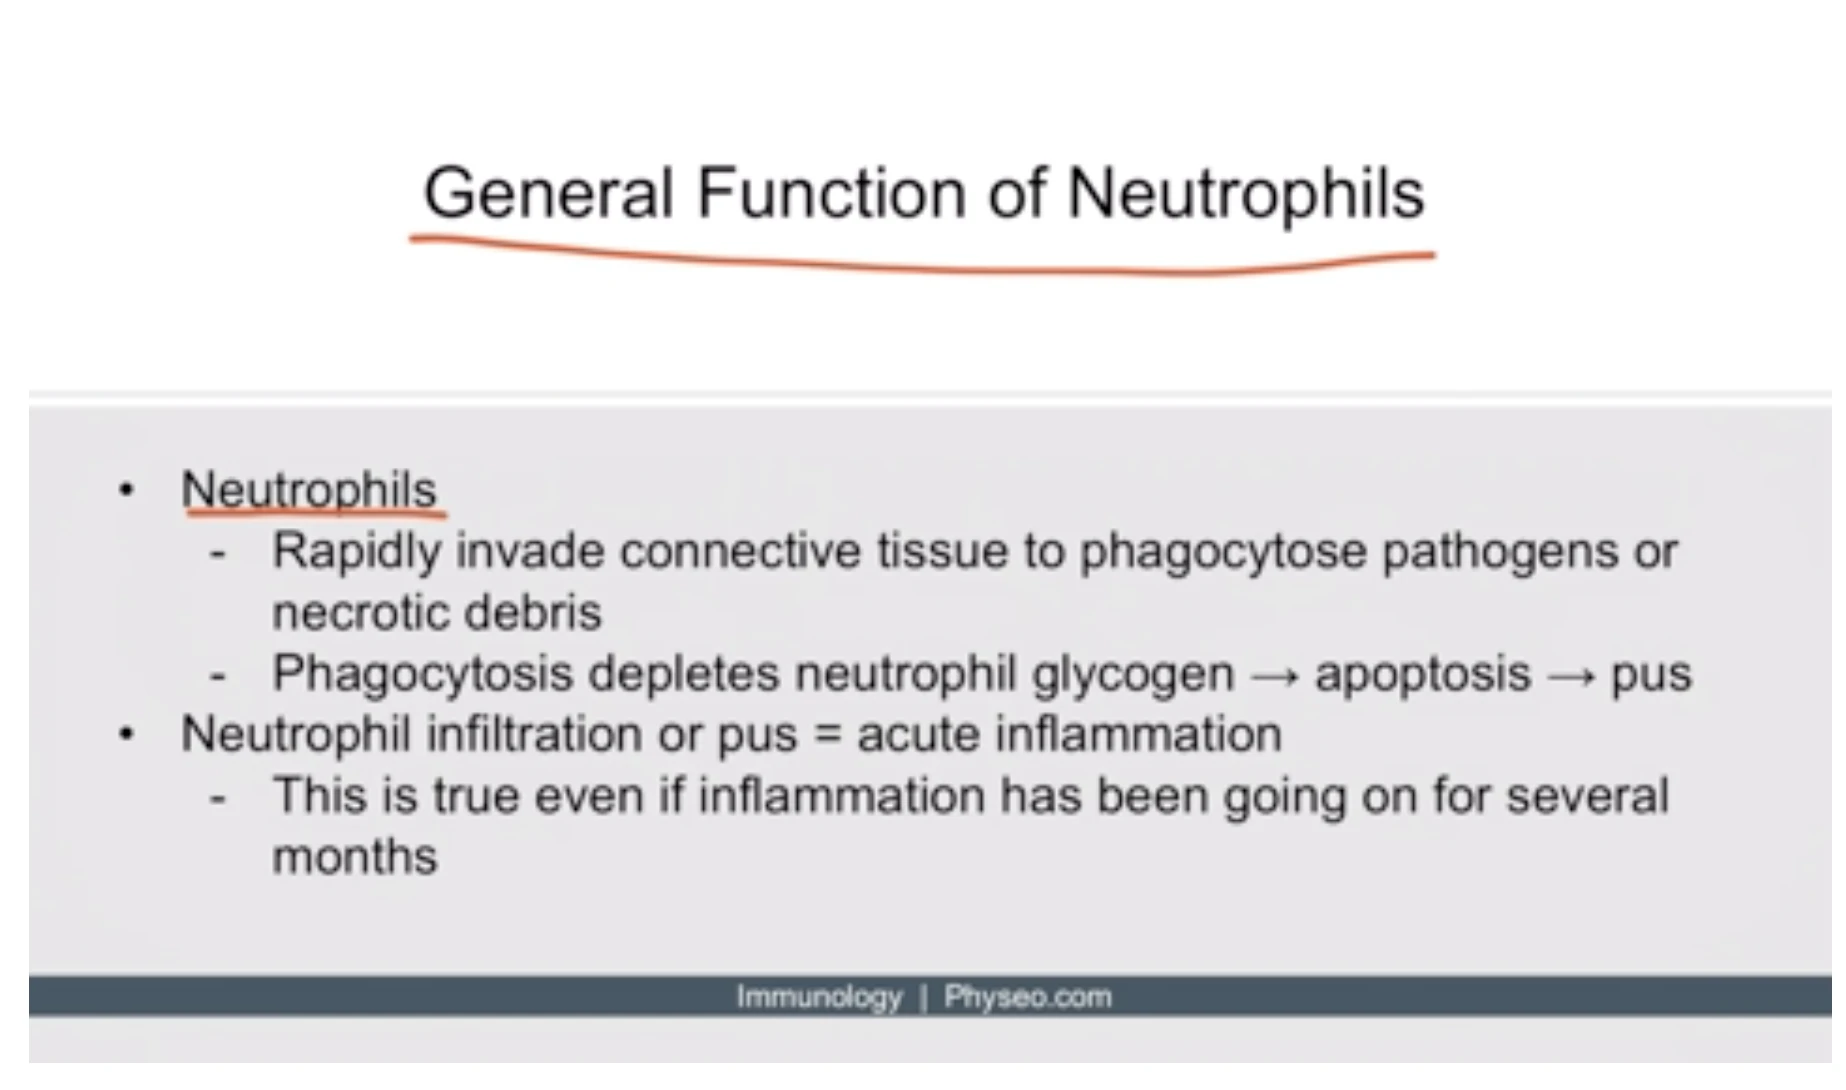 General Function of Neutrophils
• Neutrophils
- Rapidly invade connective tissue to phagocytose pathogens or
necrotic debris
- Phagocytosis depletes neutrophil glycogen → apoptosis → pus
• Neutrophil infiltration or pus = acute inflammation
- This is true even if inflammation has been going on for several
months
Immunology | Physeo.com